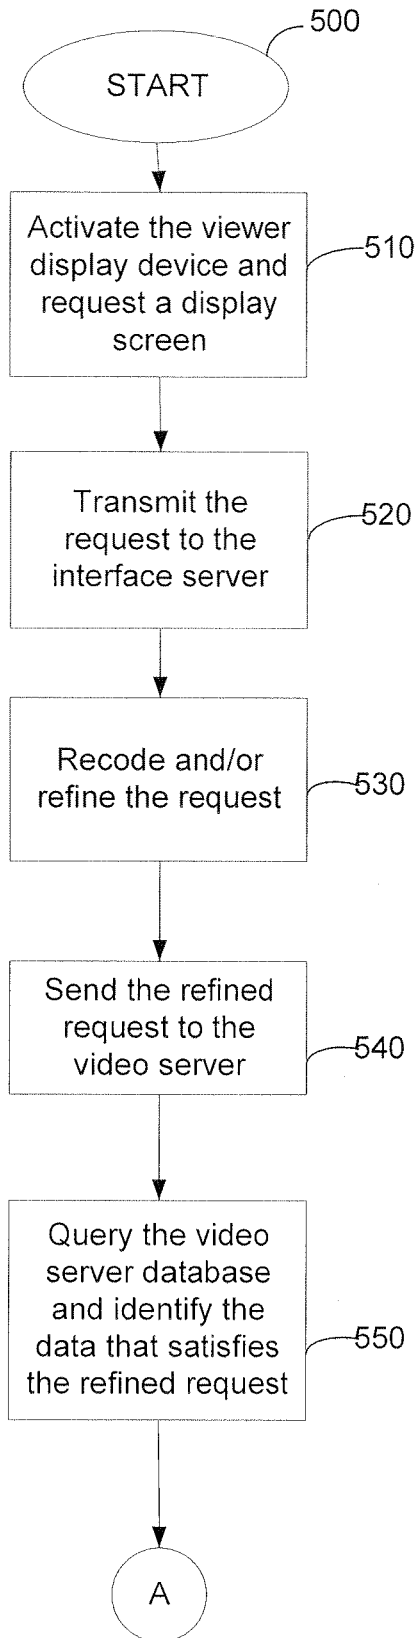 500
START
Activate the viewer
display device and
request a display
screen
510
Transmit the
request to the
interface server
520
Recode and/or
refine the request
530
Send the refined
request to the
video server
540
Query the video
server database
and identify the
data that satisfies
the refined request
550
A